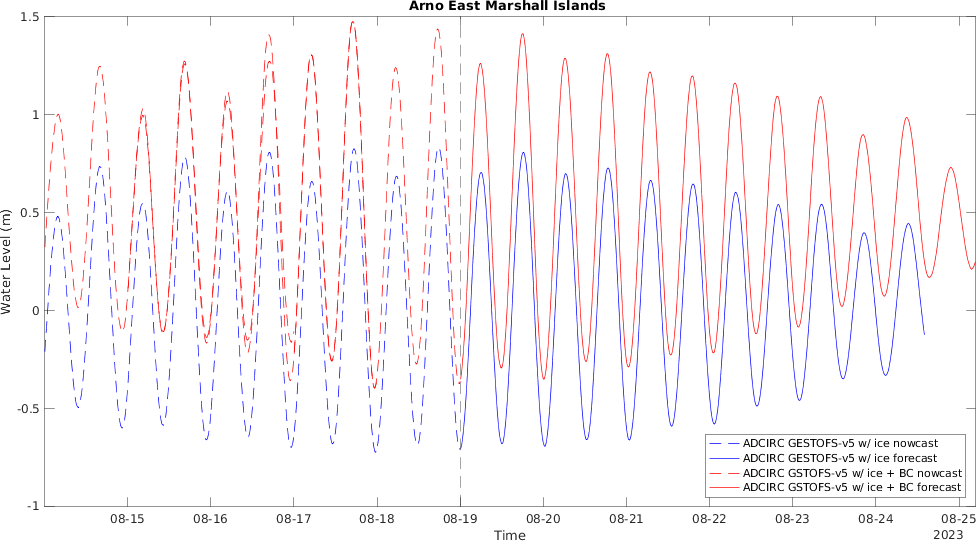 Arno East Marshall Islands
1.5
1
0.5
0
-0.5
-1
Water Level (m)
ADCIRC GESTOFS-v5 w/ ice nowcast
ADCIRC GESTOFS-v5 w/ ice forecast
ADCIRC GSTOFS-v5 w/ ice + BC nowcast
ADCIRC GSTOFS-v5 w/ ice + BC forecast
08-15 08-16 08-17 08-18 08-19 08-20 08-21 08-22 08-23 08-24 08-25
Time
2023